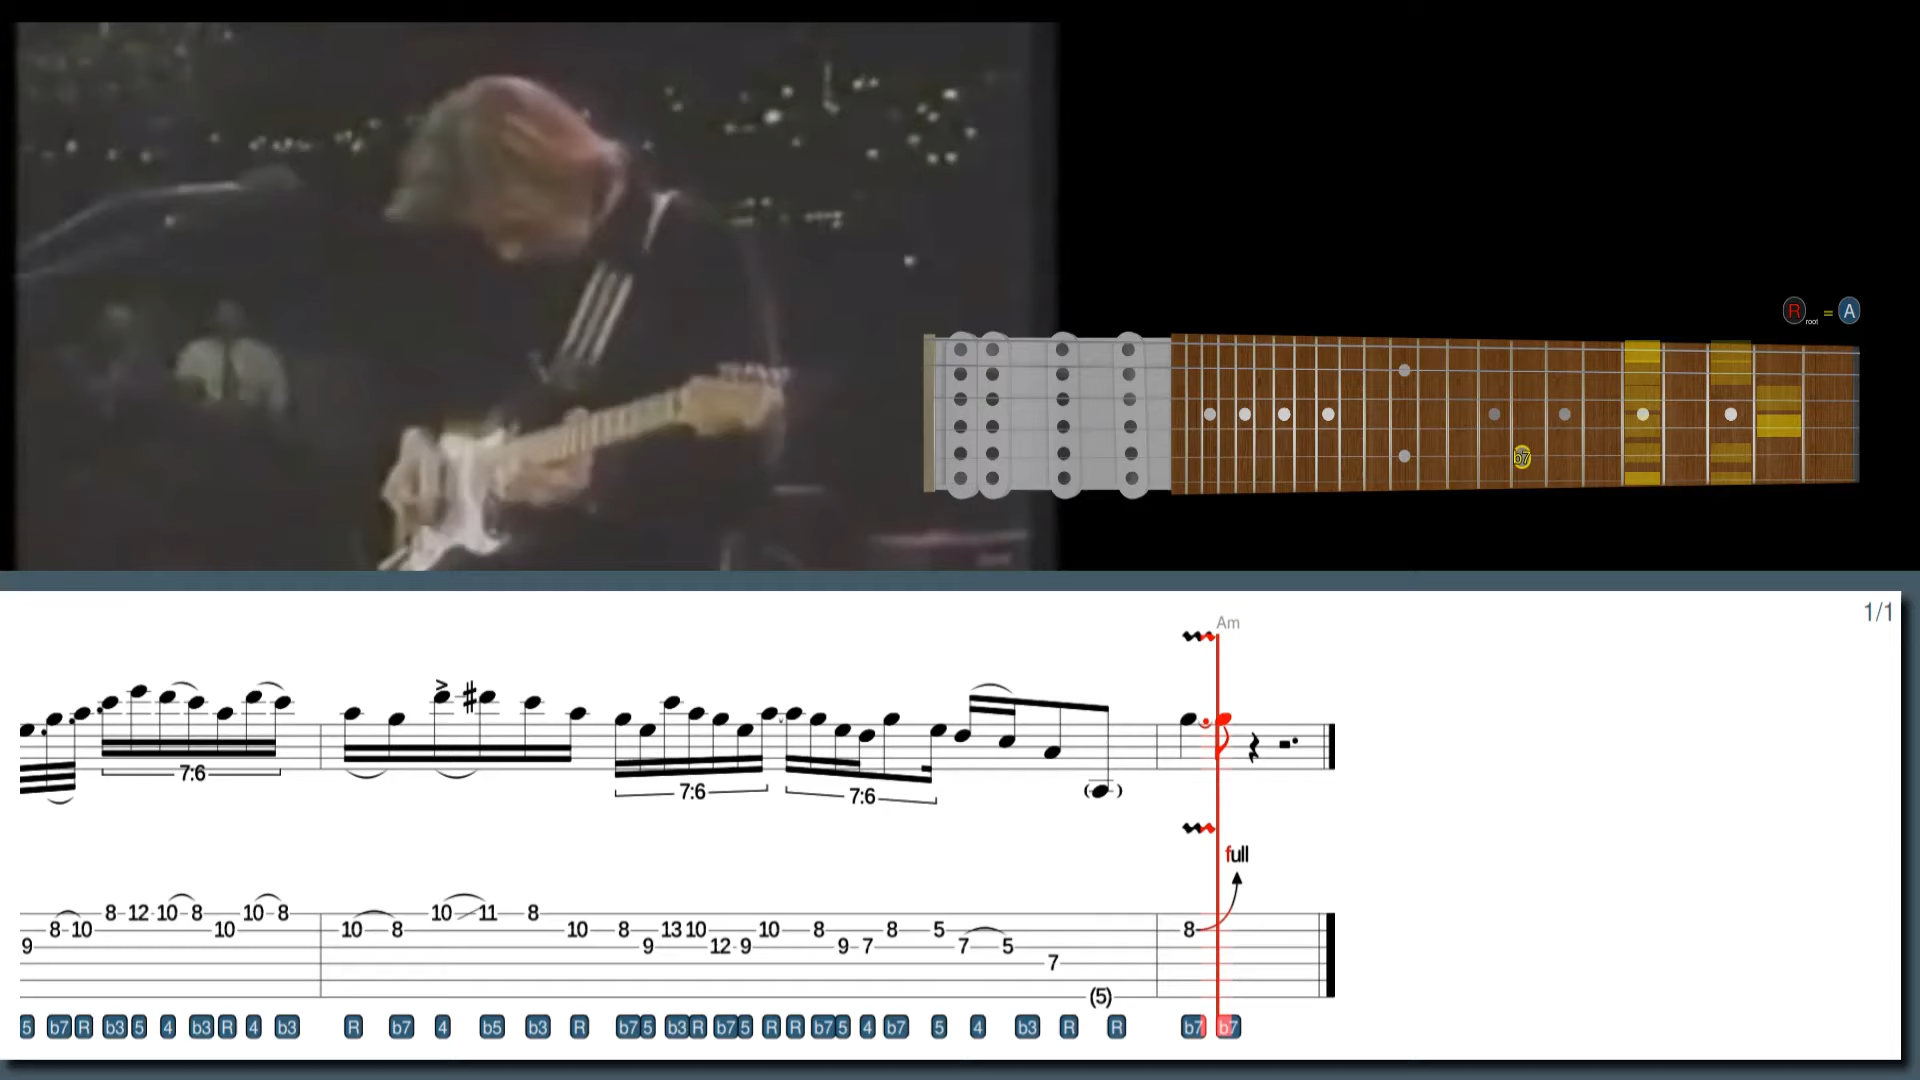 R root = A
b7
1/1
Am
7:6 7:6 7:6
full
8 12 10 8 10 8 10 11 8
8 10 10 10 8 10 8 13 10 10 8 8 5 8
9 9 12 9 9 7 7 5
7
(5)
5 b7 R b3 5 4 b3 R 4 b3 R b7 4 b5 b3 R b7 5 b3 R b7 5 R R b7 5 4 b7 5 4 b3 R R b7 b7